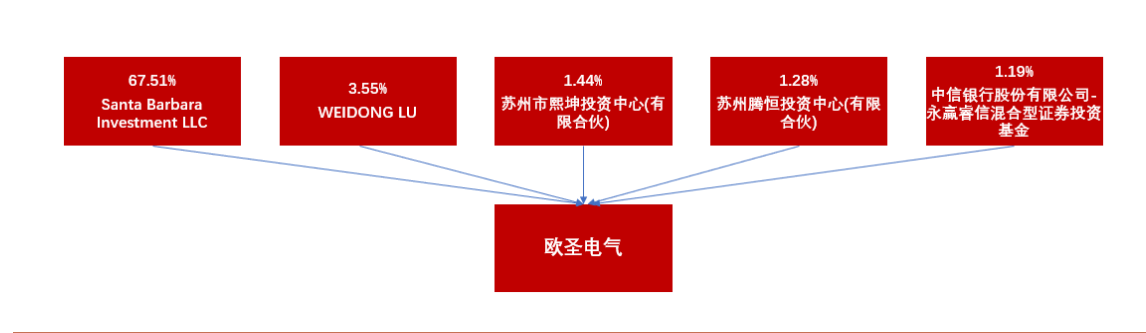 67.51%
Santa Barbara
Investment LLC
3.55%
WEIDONG LU
1.44%
苏州市熙坤投资中心(有
限合伙)
1.28%
苏州腾恒投资中心(有限
合伙)
1.19%
中信银行股份有限公司-
永赢睿信混合型证券投资
基金
欧圣电气